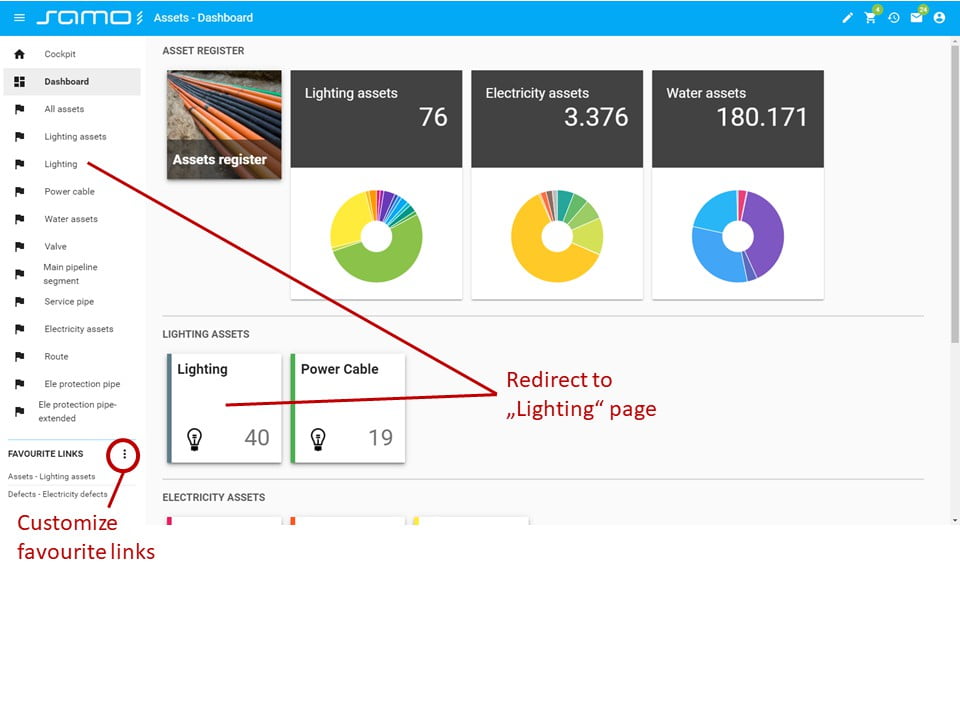 samo
Assets - Dashboard
4
24
Cockpit
Dashboard
All assets
Lighting assets
Lighting
Power cable
Water assets
Valve
Main pipeline
segment
Service pipe
Electricity assets
Route
Ele protection pipe
Ele protection pipe-
extended
FAVOURITE LINKS
Assets - Lighting assets
Defects - Electricity defects
Customize
favourite links
ASSET REGISTER
Assets register
Lighting assets
76
Electricity assets
3.376
Water assets
180.171
LIGHTING ASSETS
Lighting
40
Power Cable
19
Redirect to
„Lighting“ page
ELECTRICITY ASSETS